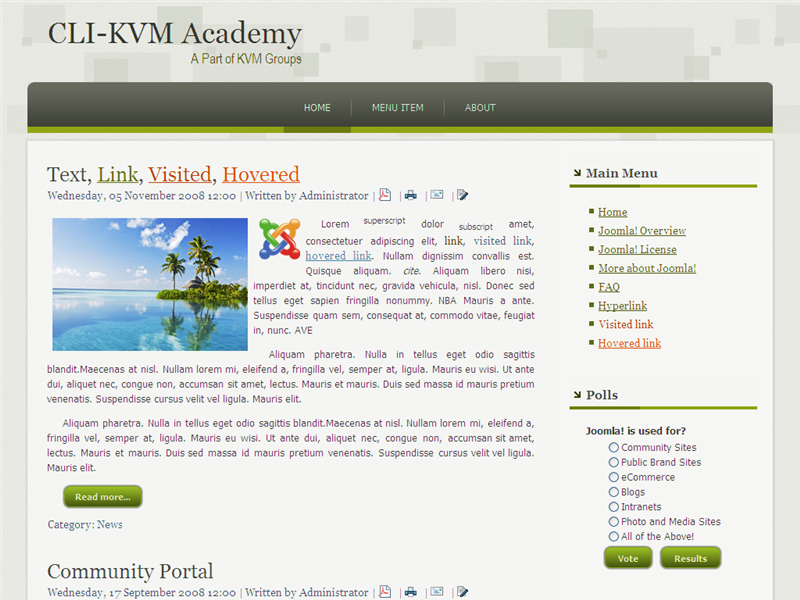 CLI-KVM Academy
A Part of KVM Groups
HOME
MENU ITEM
ABOUT
Text, Link, Visited, Hovered
Wednesday, 05 November 2008 12:00 | Written by Administrator | | | |
Lorem superscript dolor subscript amet,
consectetuer adipiscing elit, link, visited link,
hovered link. Nullam dignissim convallis est.
Quisque aliquam. cite. Aliquam libero nisi,
imperdiet at, tincidunt nec, gravida vehicula, nisl. Donec sed
tellus eget sapien fringilla nonummy. NBA Mauris a ante.
Suspendisse quam sem, consequat at, commodo vitae, feugiat
in, nunc. AVE
Aliquam pharetra. Nulla in tellus eget odio sagittis
blandit.Maecenas at nisl. Nullam lorem mi, eleifend a, fringilla vel, semper at, ligula. Mauris eu wisi. Ut ante
dui, aliquet nec, congue non, accumsan sit amet, lectus. Mauris et mauris. Duis sed massa id mauris pretium
venenatis. Suspendisse cursus velit vel ligula. Mauris elit.
Aliquam pharetra. Nulla in tellus eget odio sagittis blandit.Maecenas at nisl. Nullam lorem mi, eleifend a,
fringilla vel, semper at, ligula. Mauris eu wisi. Ut ante dui, aliquet nec, congue non, accumsan sit amet,
lectus. Mauris et mauris. Duis sed massa id mauris pretium venenatis. Suspendisse cursus velit vel ligula.
Mauris elit.
Read more...
Category: News
Community Portal
Wednesday, 17 September 2008 12:00 | Written by Administrator | | | |
Main Menu
Home
Joomla! Overview
Joomla! License
More about Joomla!
FAQ
Hyperlink
Visited link
Hovered link
Polls
Joomla! is used for?
Community Sites
Public Brand Sites
eCommerce
Blogs
Intranets
Photo and Media Sites
All of the Above!
Vote
Results